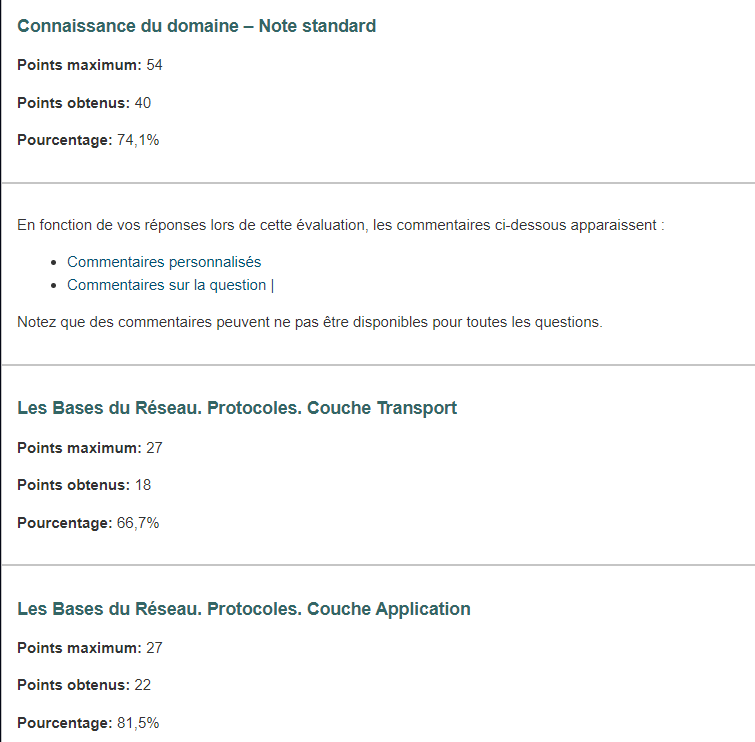 Connaissance du domaine – Note standard
Points maximum: 54
Points obtenus: 40
Pourcentage: 74,1%
En fonction de vos réponses lors de cette évaluation, les commentaires ci-dessous apparaissent :
• Commentaires personnalisés
• Commentaires sur la question |
Notez que des commentaires peuvent ne pas être disponibles pour toutes les questions.
Les Bases du Réseau. Protocoles. Couche Transport
Points maximum: 27
Points obtenus: 18
Pourcentage: 66,7%
Les Bases du Réseau. Protocoles. Couche Application
Points maximum: 27
Points obtenus: 22
Pourcentage: 81,5%